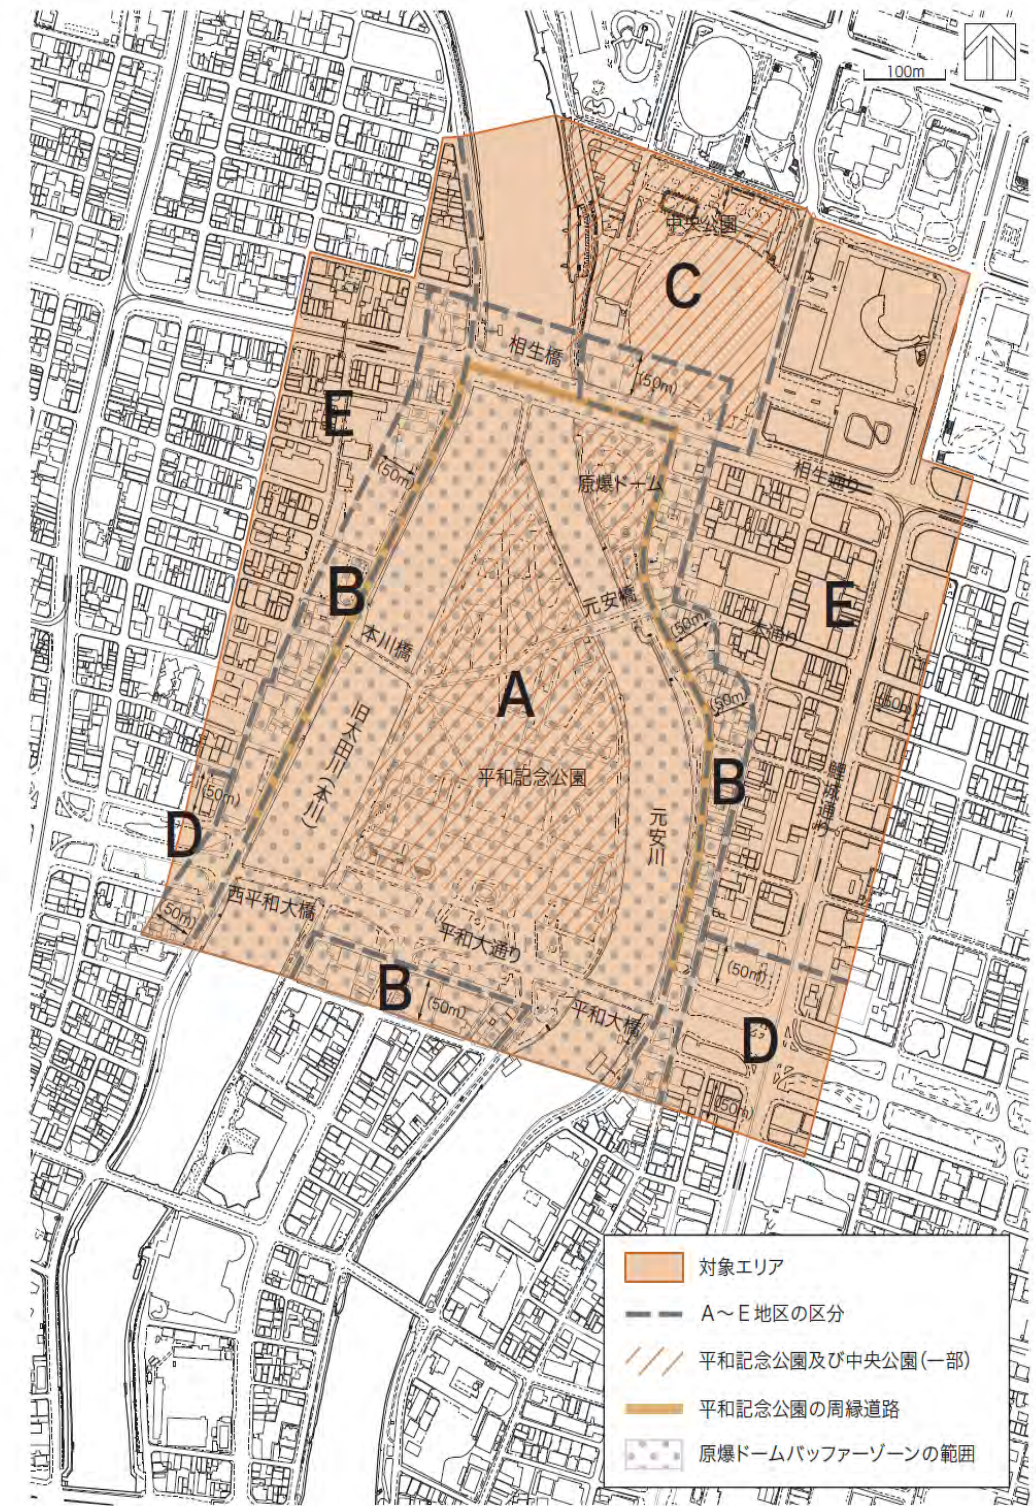 100m
中央公園
C
相生橋
(50m)
E
相生通り
(50m)
原爆ドーム
B
元安橋
(50m)
本通り
E
本川橋
A
(50m)
(50m)
旧太田川(本川)
平和記念公園
B
鯉城通り
(50m)
D
元安川
西平和大橋
(50m)
平和大通り
(50m)
B
(50m)
平和大橋
D
(50m)
対象エリア
A～E地区の区分
平和記念公園及び中央公園(一部)
平和記念公園の周縁道路
原爆ドームバッファーゾーンの範囲